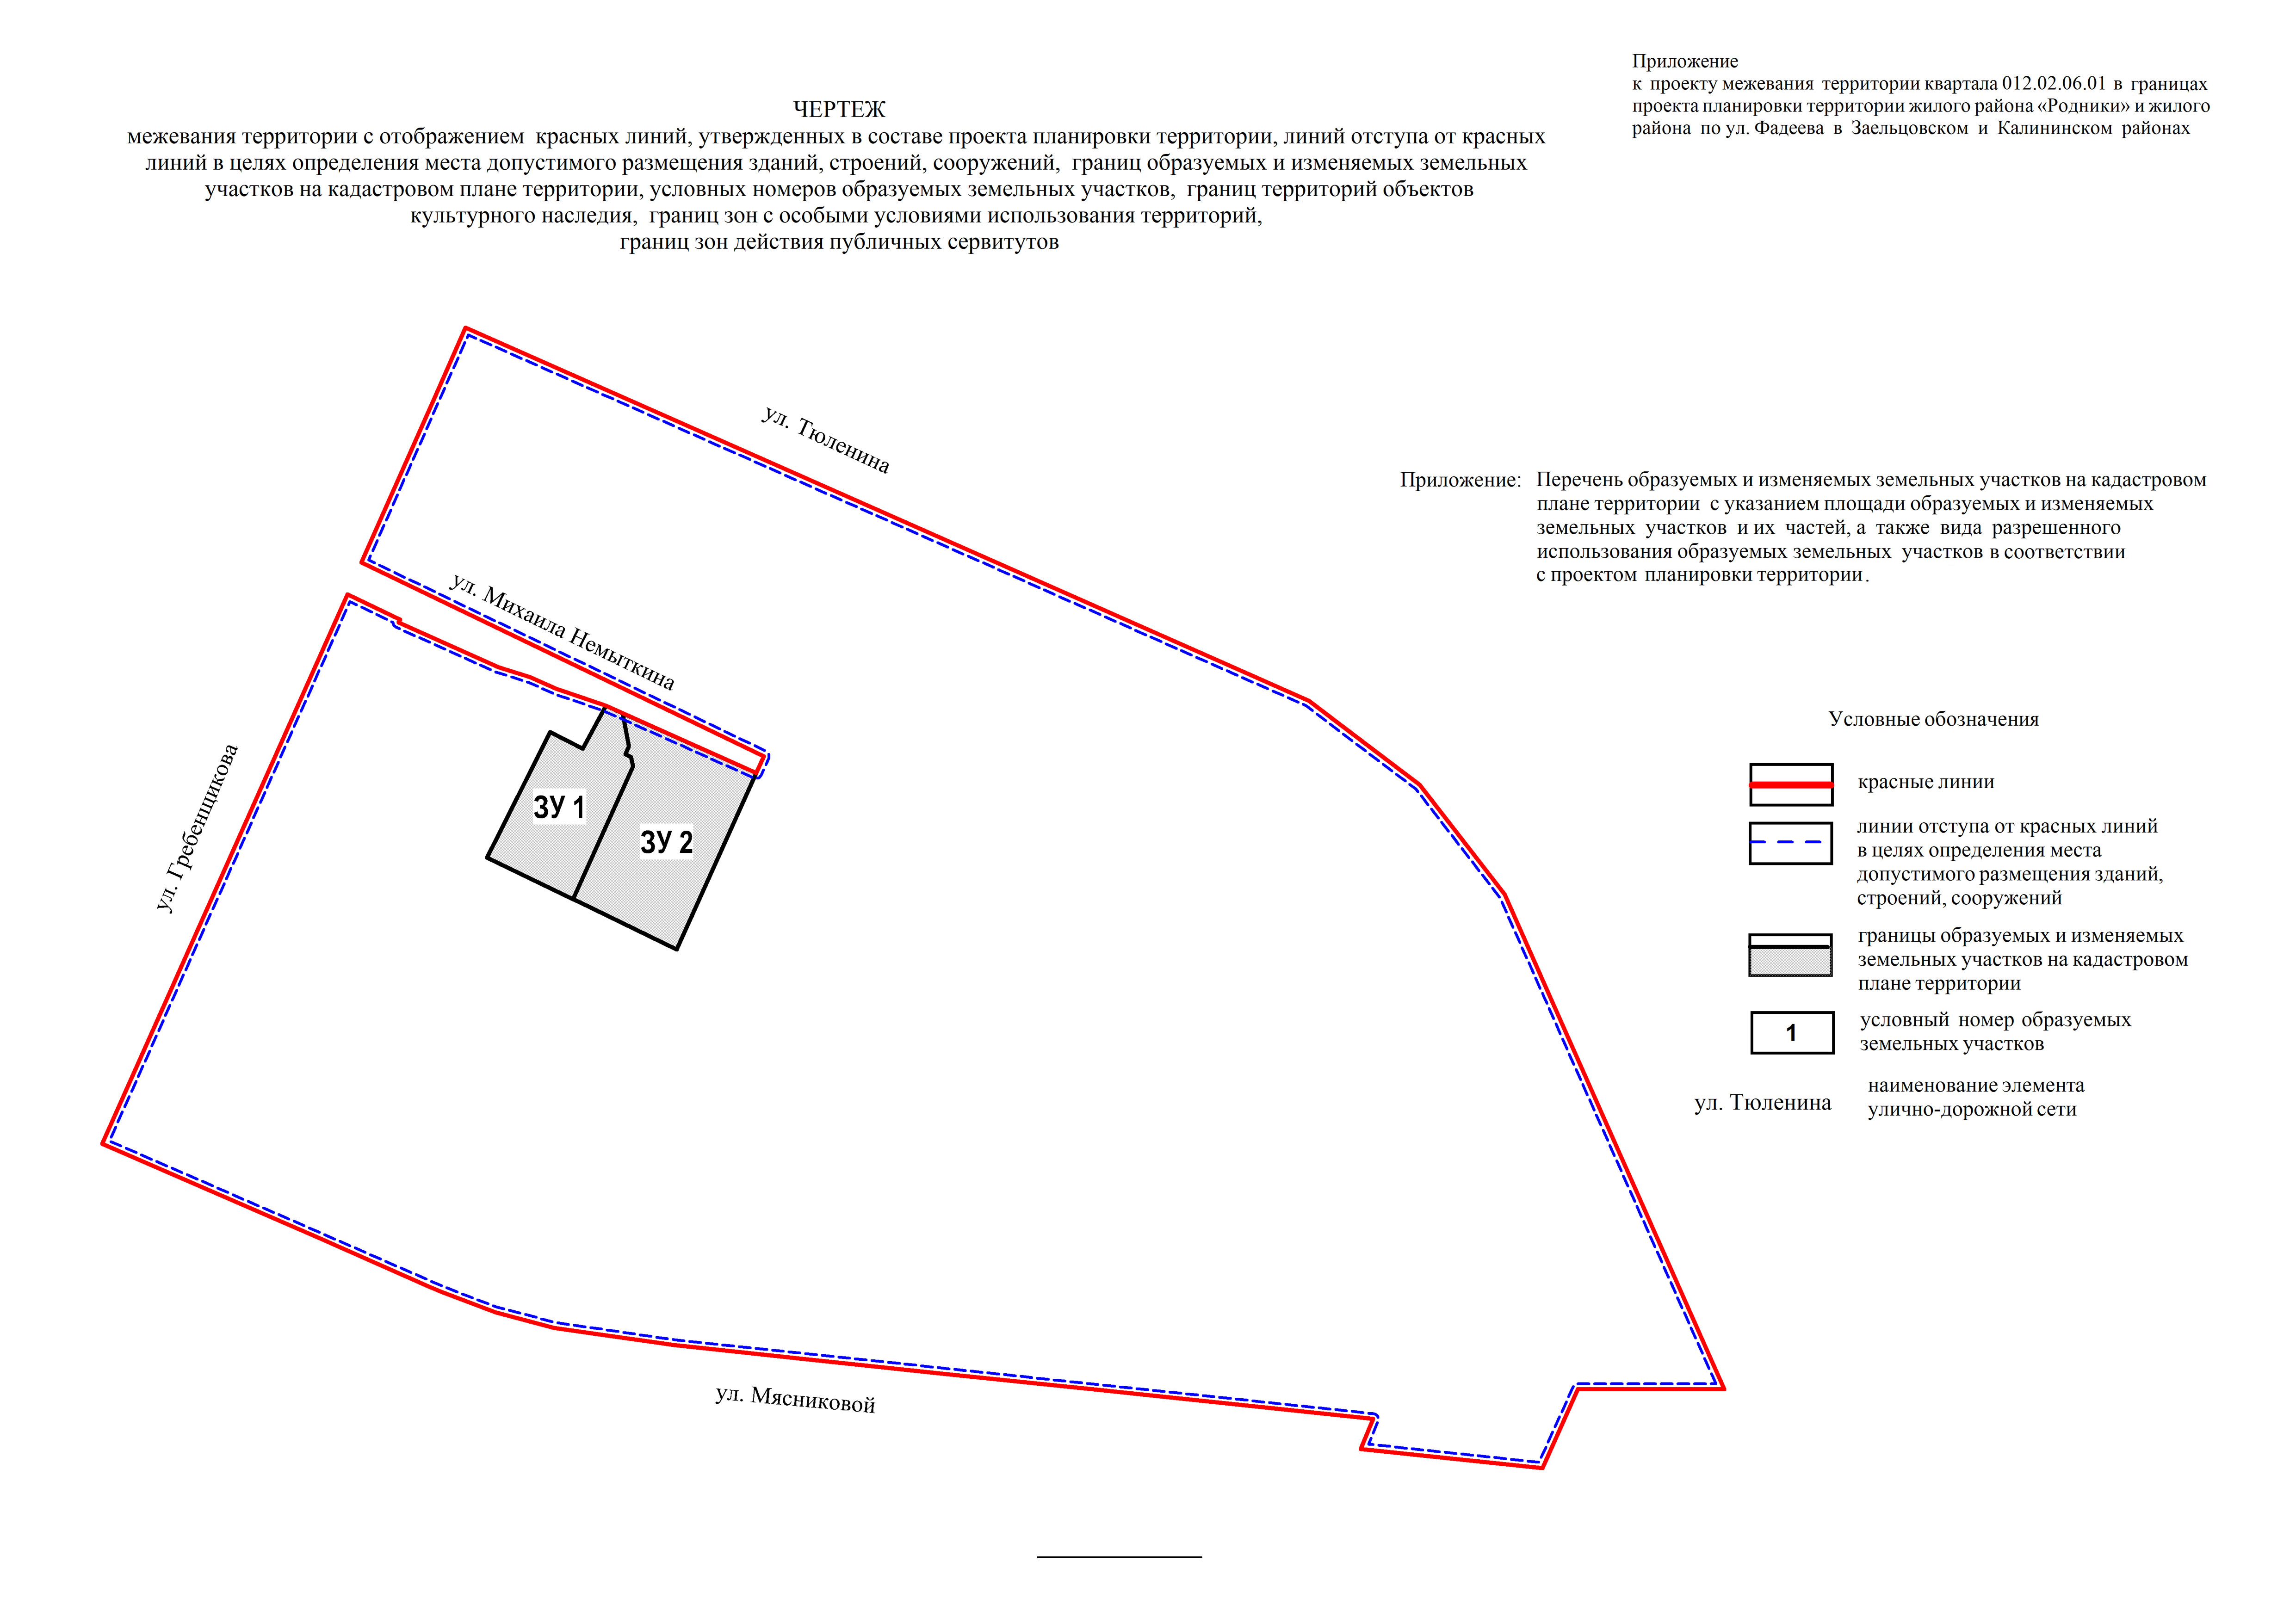 Приложение
к проекту межевания территории квартала 012.02.06.01 в границах
проекта планировки территории жилого района «Родники» и жилого
района по ул. Фадеева в Заельцовском и Калининском районах
ЧЕРТЕЖ
межевания территории с отображением красных линий, утвержденных в составе проекта планировки территории, линий отступа от красных
линий в целях определения места допустимого размещения зданий, строений, сооружений, границ образуемых и изменяемых земельных
участков на кадастровом плане территории, условных номеров образуемых земельных участков, границ территорий объектов
культурного наследия, границ зон с особыми условиями использования территорий,
границ зон действия публичных сервитутов
ул. Тюленина
Приложение: Перечень образуемых и изменяемых земельных участков на кадастровом
плане территории с указанием площади образуемых и изменяемых
земельных участков и их частей, а также вида разрешенного
использования образуемых земельных участков в соответствии
с проектом планировки территории.
ул. Михаила Немыткина
ул. Гребенщикова
ЗУ 1
ЗУ 2
ул. Мясниковой
Условные обозначения
красные линии
линии отступа от красных линий
в целях определения места
допустимого размещения зданий,
строений, сооружений
границы образуемых и изменяемых
земельных участков на кадастровом
плане территории
1
условный номер образуемых
земельных участков
ул. Тюленина
наименование элемента
улично-дорожной сети